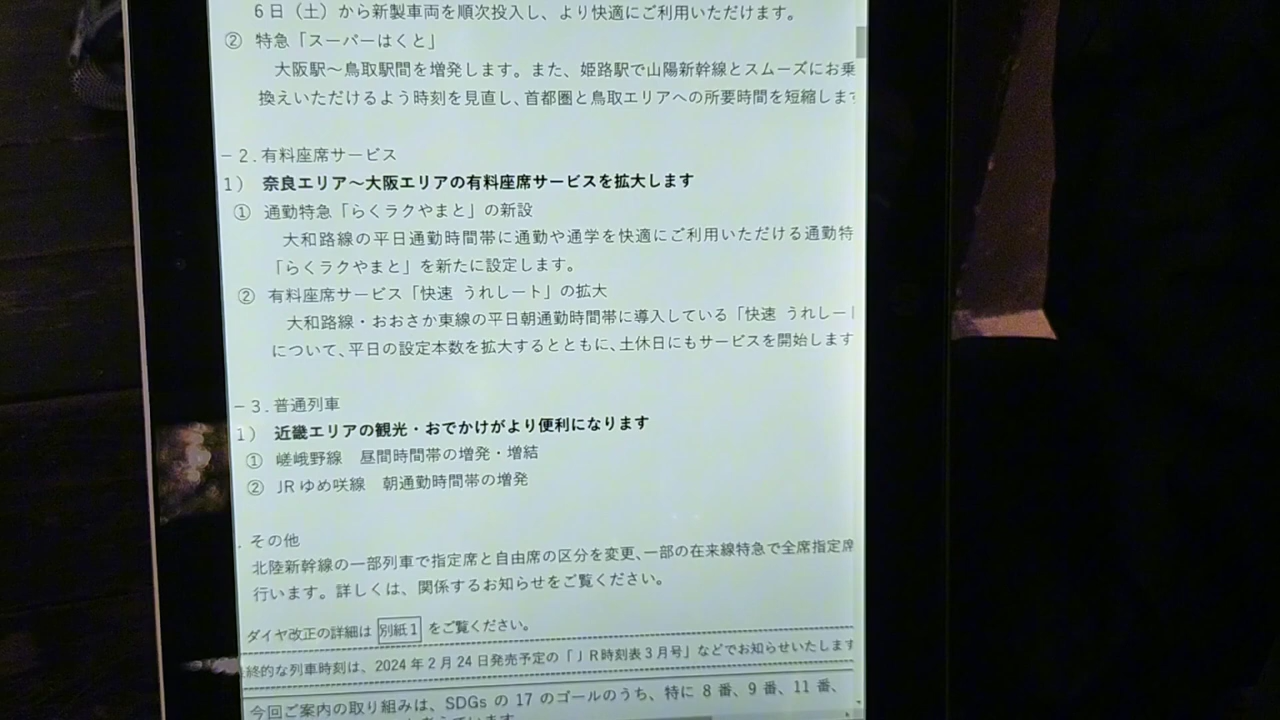 6日（土）から新製車両を順次投入し、より快適にご利用いただけます。
② 特急「スーパーはくと」
大阪駅～鳥取駅間を増発します。また、姫路駅で山陽新幹線とスムーズにお乗
換えいただけるよう時刻を見直し、首都圏と鳥取エリアへの所要時間を短縮します
－２.有料座席サービス
1） 奈良エリア～大阪エリアの有料座席サービスを拡大します
① 通勤特急「らくラクやまと」の新設
大和路線の平日通勤時間帯に通勤や通学を快適にご利用いただける通勤特
「らくラクやまと」を新たに設定します。
② 有料座席サービス「快速 うれしート」の拡大
大和路線・おおさか東線の平日朝通勤時間帯に導入している「快速 うれしー
について、平日の設定本数を拡大するとともに、土休日にもサービスを開始します
－３.普通列車
1） 近畿エリアの観光・おでかけがより便利になります
① 嵯峨野線　昼間時間帯の増発・増結
② JRゆめ咲線　朝通勤時間帯の増発
. その他
北陸新幹線の一部列車で指定席と自由席の区分を変更、一部の在来線特急で全席指定席
行います。詳しくは、関係するお知らせをご覧ください。
ダイヤ改正の詳細は 別紙1 をご覧ください。
終的な列車時刻は、2024年2月24日発売予定の「ＪＲ時刻表3月号」などでお知らせいたします
今回ご案内の取り組みは、SDGs の 17 のゴールのうち、特に 8 番、9 番、11 番、